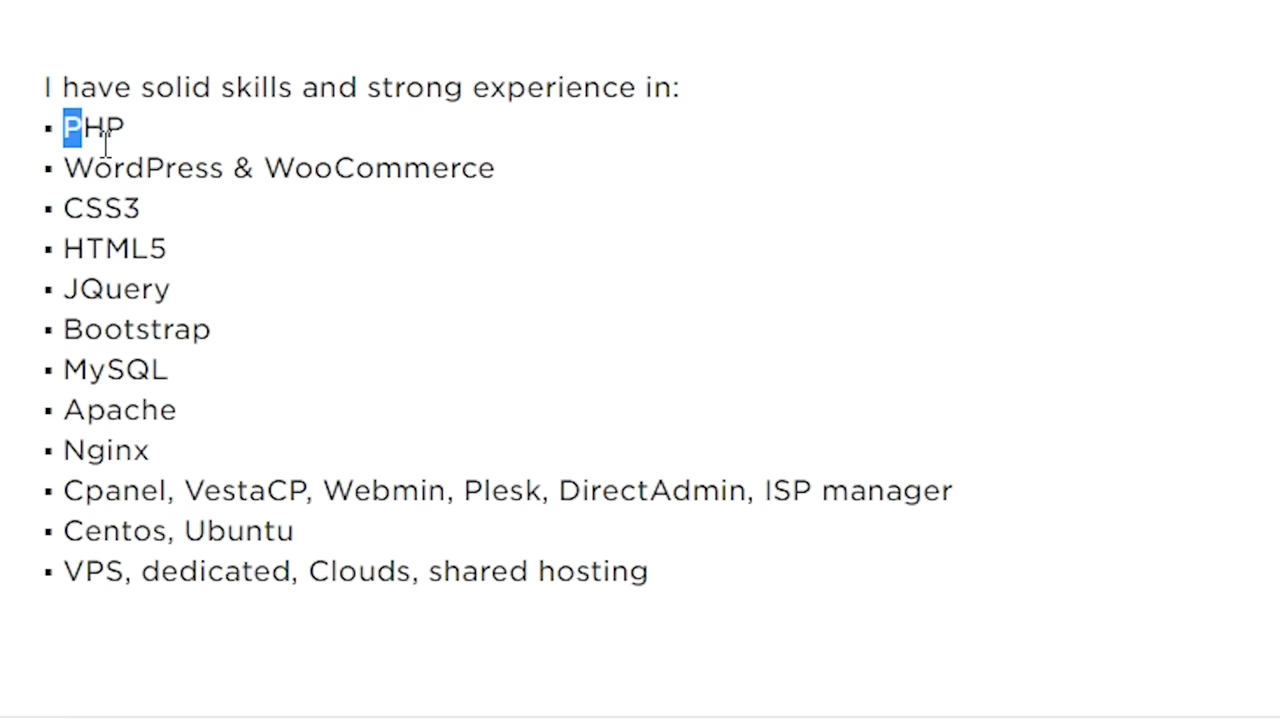 I have solid skills and strong experience in:
▪ PHP
▪ WordPress & WooCommerce
▪ CSS3
▪ HTML5
▪ JQuery
▪ Bootstrap
▪ MySQL
▪ Apache
▪ Nginx
▪ Cpanel, VestaCP, Webmin, Plesk, DirectAdmin, ISP manager
▪ Centos, Ubuntu
▪ VPS, dedicated, Clouds, shared hosting